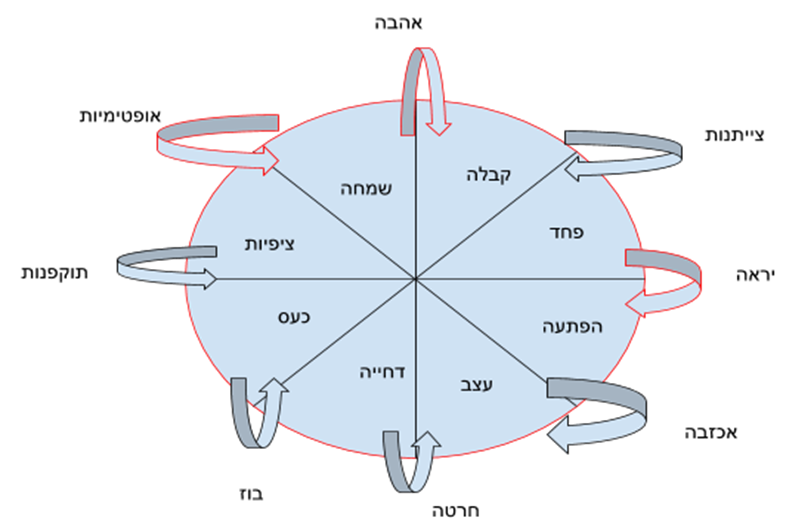 אהבה
אופטימיות
צייתנות
קבלה
שמחה
פחד
ציפיות
יראה
תוקפנות
כעס
הפתעה
דחייה
עצב
אכזבה
בוז
חרטה